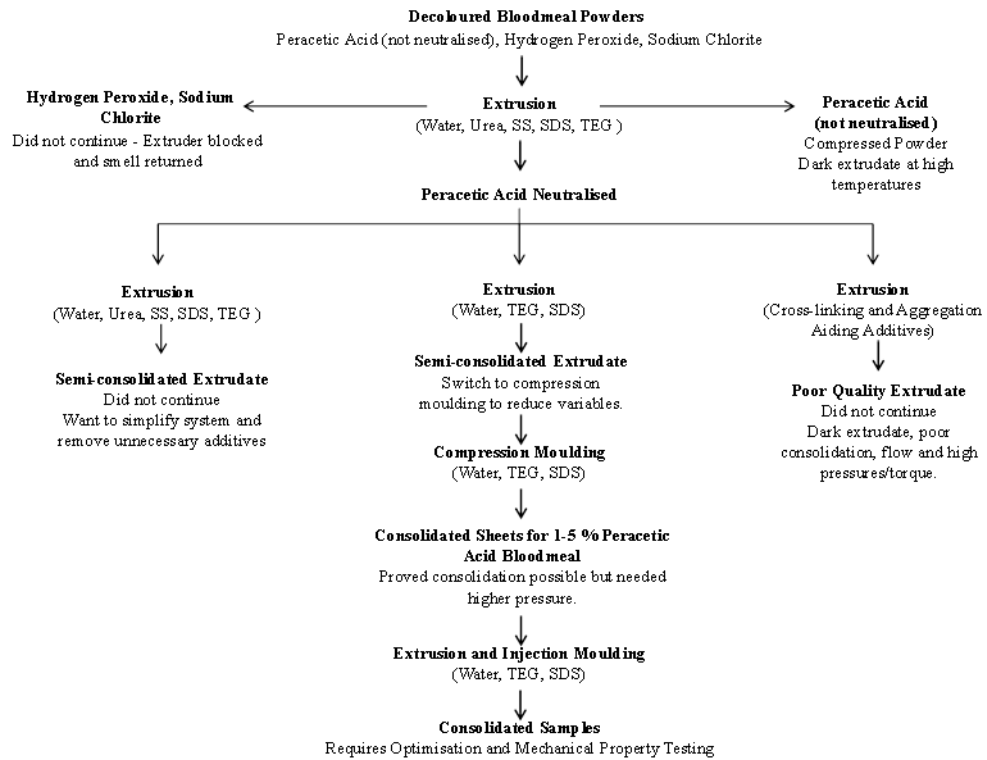 Decoloured Bloodmeal Powders
Peracetic Acid (not neutralised), Hydrogen Peroxide, Sodium Chlorite
Hydrogen Peroxide, Sodium
Chlorite
Did not continue - Extruder blocked
and smell returned
Extrusion
(Water, Urea, SS, SDS, TEG )
Peracetic Acid
(not neutralised)
Compressed Powder
Dark extrudate at high
temperatures
Peracetic Acid Neutralised
Extrusion
(Water, Urea, SS, SDS, TEG )
Semi-consolidated Extrudate
Did not continue
Want to simplify system and
remove unnecessary additives
Extrusion
(Water, TEG, SDS)
Semi-consolidated Extrudate
Switch to compression
moulding to reduce variables.
Compression Moulding
(Water, TEG, SDS)
Consolidated Sheets for 1-5 % Peracetic
Acid Bloodmeal
Proved consolidation possible but needed
higher pressure.
Extrusion and Injection Moulding
(Water, TEG, SDS)
Consolidated Samples
Requires Optimisation and Mechanical Property Testing
Extrusion
(Cross-linking and Aggregation
Aiding Additives)
Poor Quality Extrudate
Did not continue
Dark extrudate, poor
consolidation, flow and high
pressures/torque.